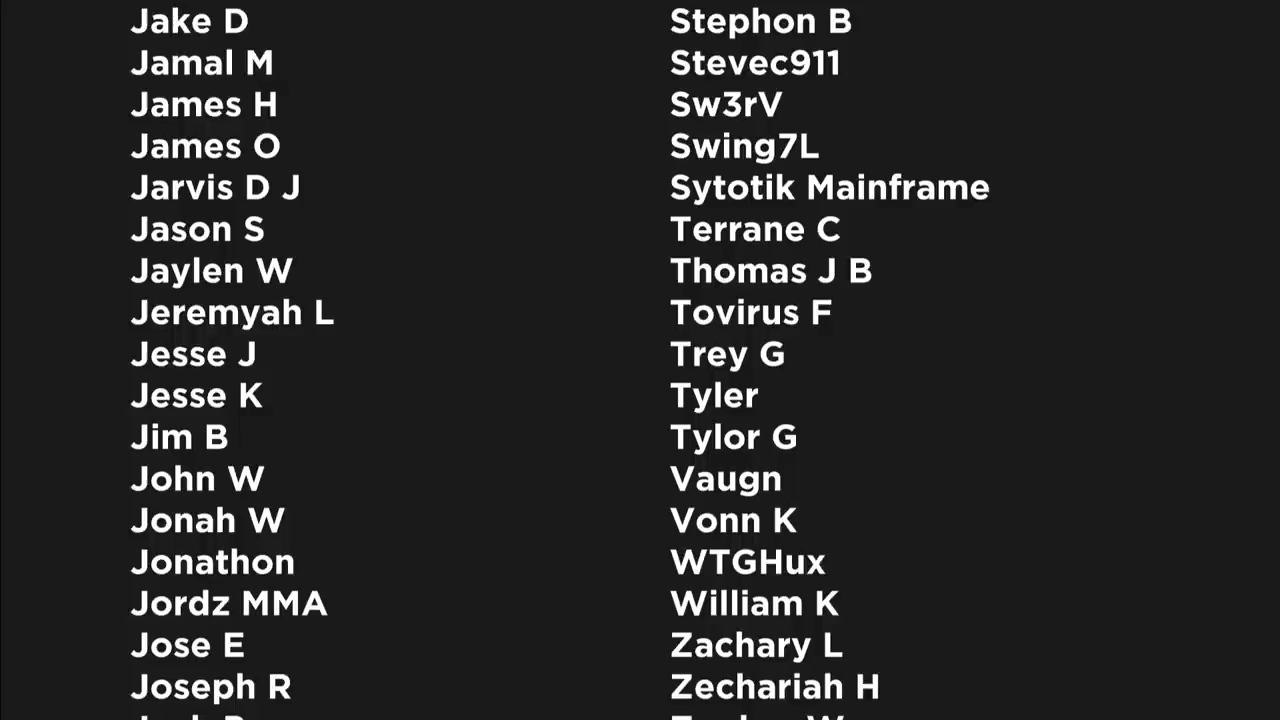 Jake D
Jamal M
James H
James O
Jarvis D J
Jason S
Jaylen W
Jeremyah L
Jesse J
Jesse K
Jim B
John W
Jonah W
Jonathon
Jordz MMA
Jose E
Joseph R
Stephon B
Stevec911
Sw3rV
Swing7L
Sytotik Mainframe
Terrane C
Thomas J B
Tovirus F
Trey G
Tyler
Tylor G
Vaugn
Vonn K
WTGHux
William K
Zachary L
Zechariah H